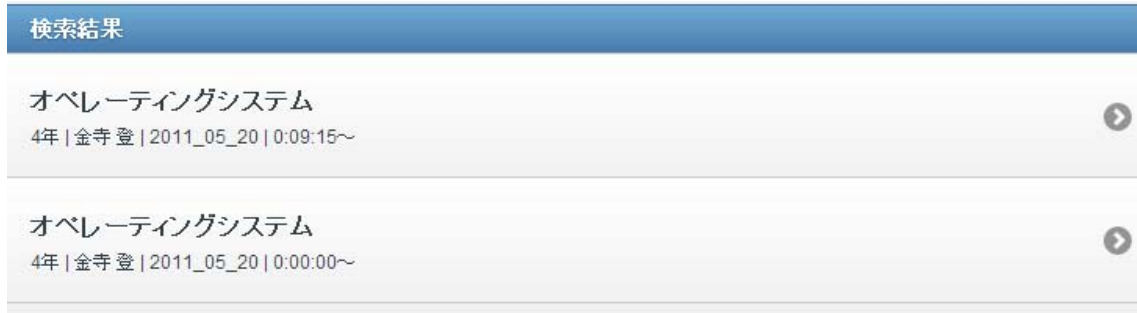 検索結果
オペレーティングシステム
4年 | 金寺 登 | 2011_05_20 | 0:09:15～
オペレーティングシステム
4年 | 金寺 登 | 2011_05_20 | 0:00:00～